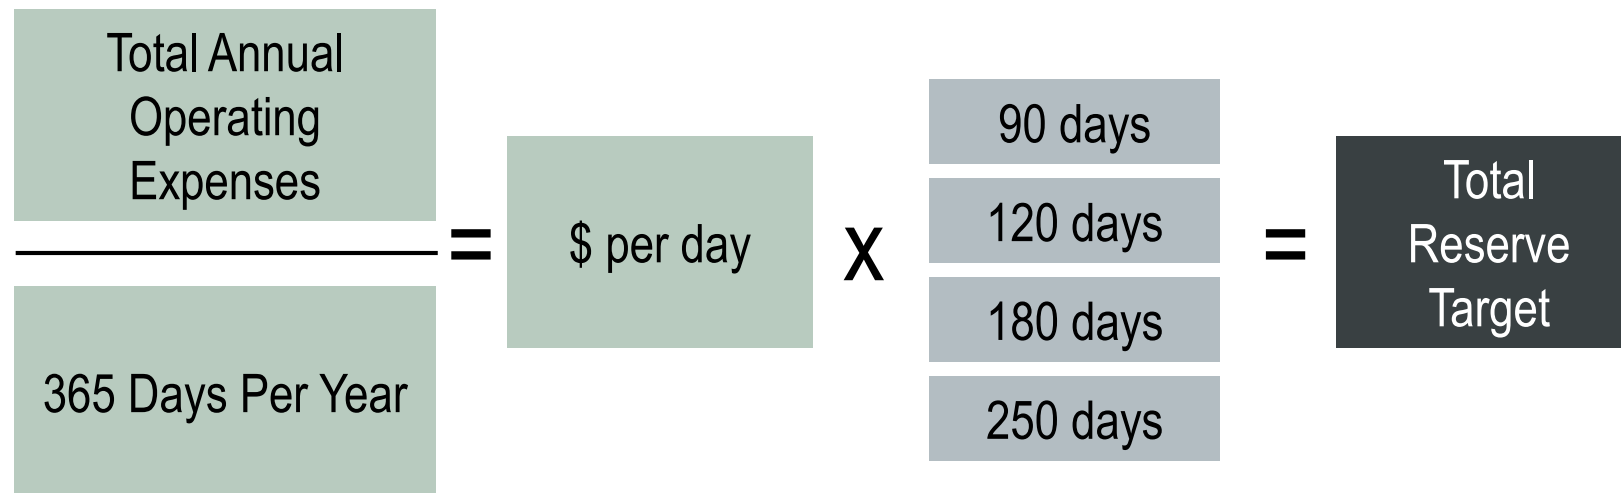 Total Annual
Operating
Expenses
365 Days Per Year
=
$ per day
x
90 days
120 days
180 days
250 days
=
Total
Reserve
Target